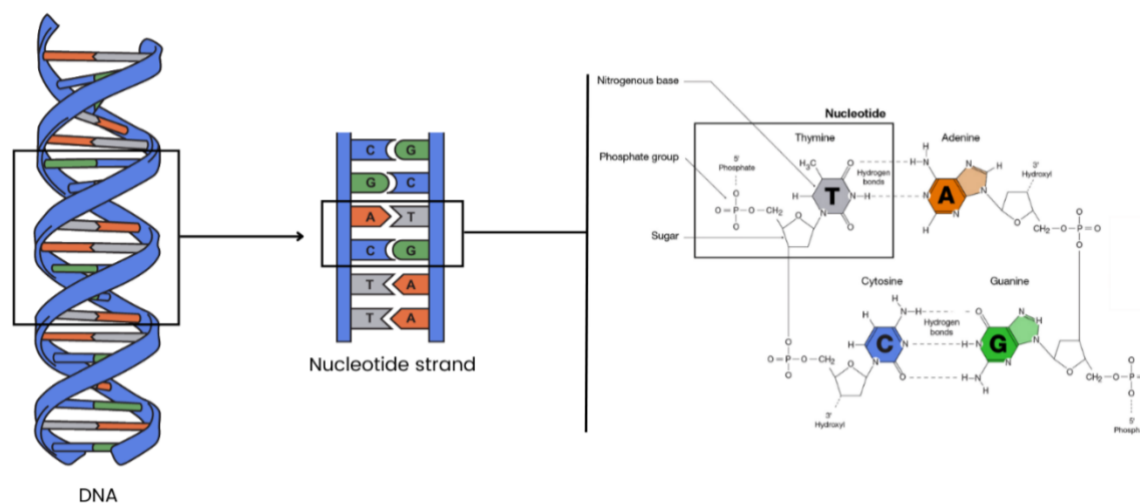 DNA
C G
G C
A T
C G
T A
T A
Nucleotide strand
Nitrogenous base
Phosphate group
Sugar
Nucleotide
Thymine
5'
Phosphate
O
O=P—O—CH₂
O
O
H₃C
O
H
T
N—H
N
O
O
Hydrogen
bonds
Adenine
H
H—N
N
H
A
N
N
N
H
3'
Hydroxyl
O
CH₂—O—P=O
O
O
Cytosine
H
H
N—H
H
C
N
N
O
Hydrogen
bonds
O
O=P—O—CH₂
O
O
3'
Hydroxyl
Guanine
O
N
H
H—N
G
N
N
H—N
H
O
CH₂—O—P
O
O
5'